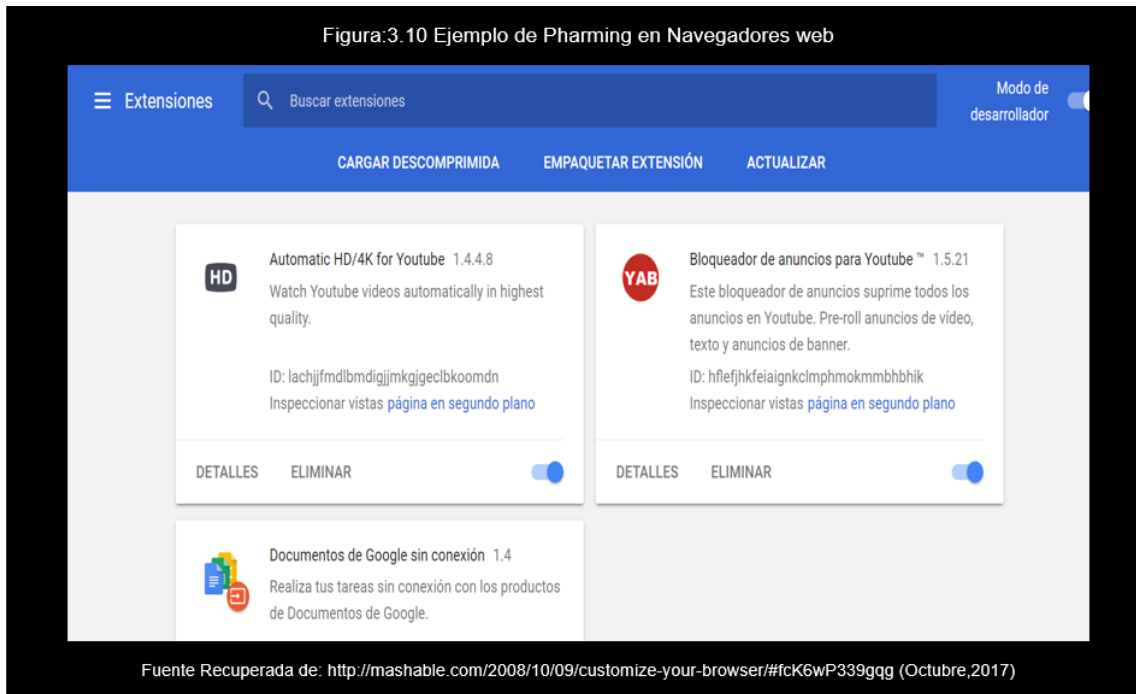 Figura:3.10 Ejemplo de Pharming en Navegadores web
Extensiones
Buscar extensiones
Modo de
desarrollador
CARGAR DESCOMPRIMIDA EMPAQUETAR EXTENSIÓN ACTUALIZAR
HD
Automatic HD/4K for Youtube 1.4.4.8
Watch Youtube videos automatically in highest
quality.
ID: lachjjfmdlbmdigjjmkgjgeclbkoomdn
Inspeccionar vistas página en segundo plano
DETALLES ELIMINAR
YAB
Bloqueador de anuncios para Youtube ™ 1.5.21
Este bloqueador de anuncios suprime todos los
anuncios en Youtube. Pre-roll anuncios de vídeo,
texto y anuncios de banner.
ID: hflefjhkfeiaignkclmphmokmmbhbhik
Inspeccionar vistas página en segundo plano
DETALLES ELIMINAR
Documentos de Google sin conexión 1.4
Realiza tus tareas sin conexión con los productos
de Documentos de Google.
Fuente Recuperada de: http://mashable.com/2008/10/09/customize-your-browser/#fcK6wP339gqg (Octubre,2017)